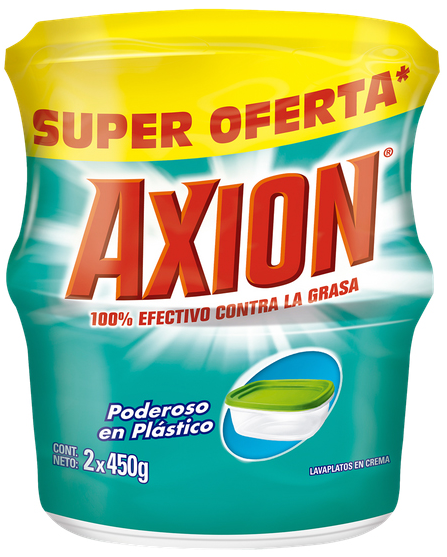 SUPER OFERTA*
AXION®
100% EFECTIVO CONTRA LA GRASA
Poderoso
en Plástico
CONT.
NETO: 2x450g
LAVAPLATOS EN CREMA